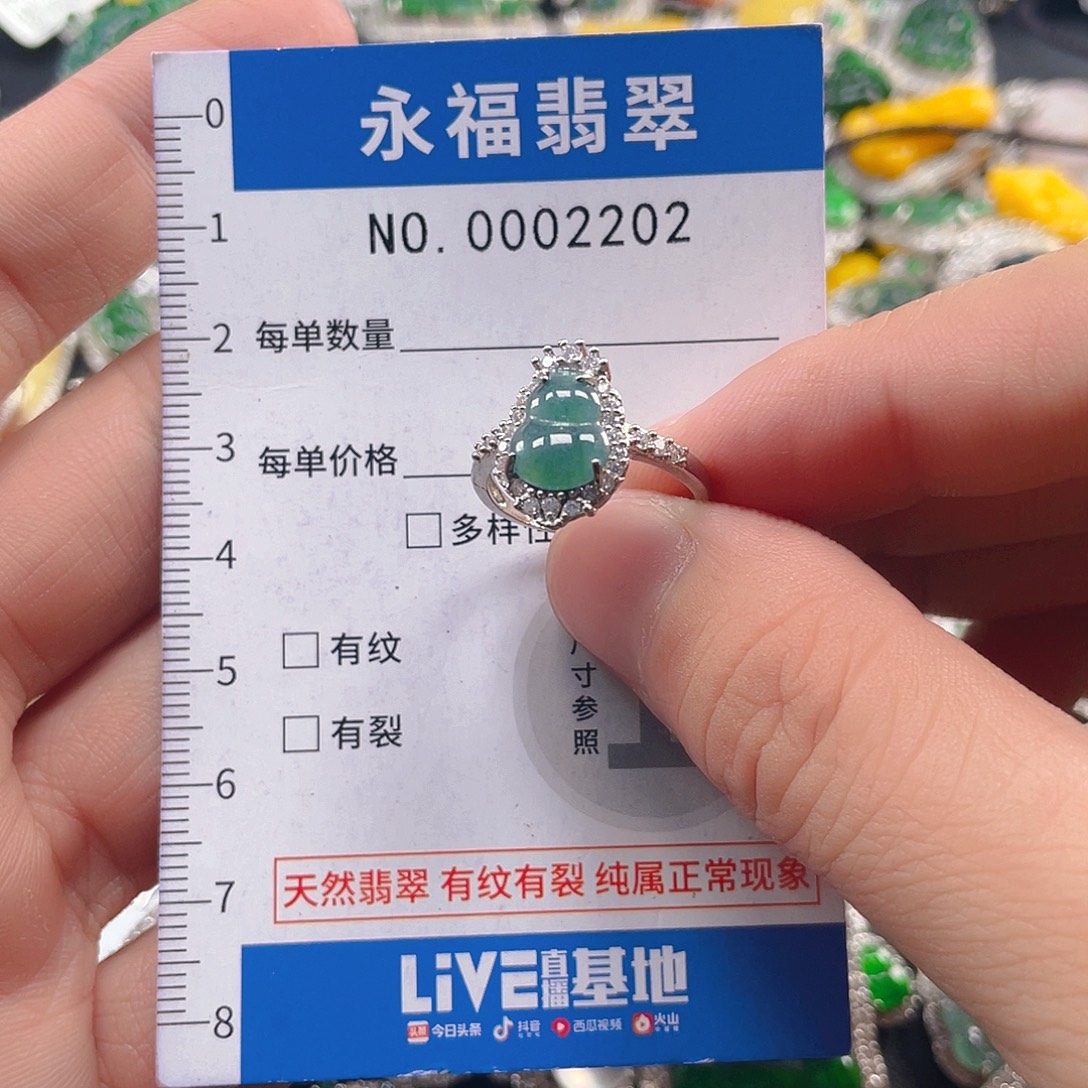 永福翡翠
0
NO. 0002202
1
2
每单数量
3
每单价格
多样性
4
有纹
5
寸参照
有裂
6
天然翡翠 有纹有裂 纯属正常现象
7
LiVE直播基地
头条 今日头条 抖音 西瓜视频 火山
8